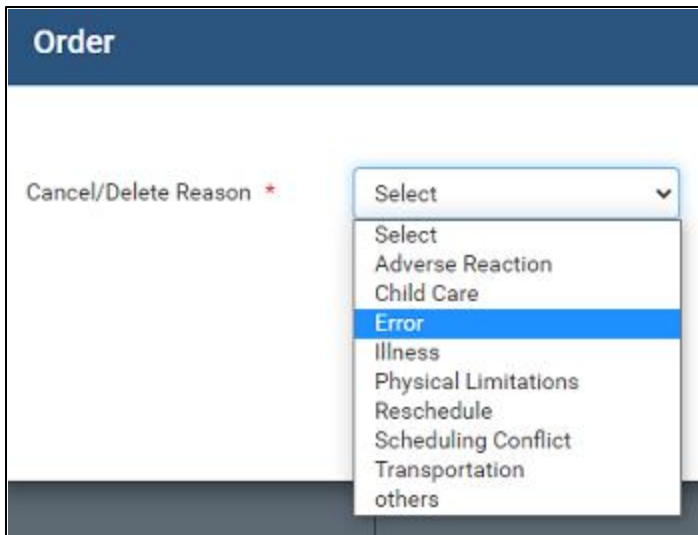 Order
Cancel/Delete Reason * Select
Select
Adverse Reaction
Child Care
Error
Illness
Physical Limitations
Reschedule
Scheduling Conflict
Transportation
others